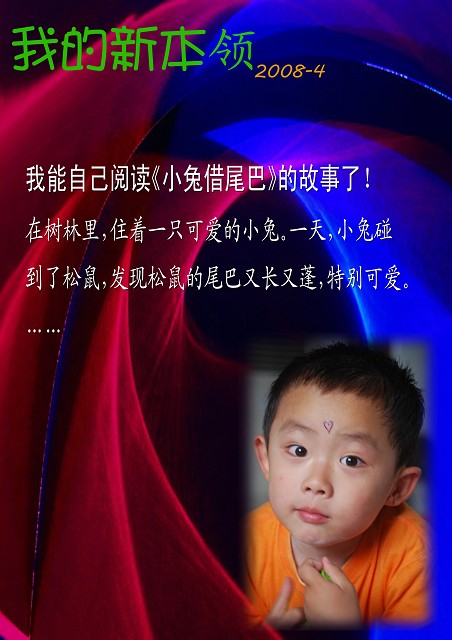 我的新本领
2008-4
我能自己阅读《小兔借尾巴》的故事了！
在树林里,住着一只可爱的小兔。一天,小兔碰
到了松鼠,发现松鼠的尾巴又长又蓬,特别可爱。
……